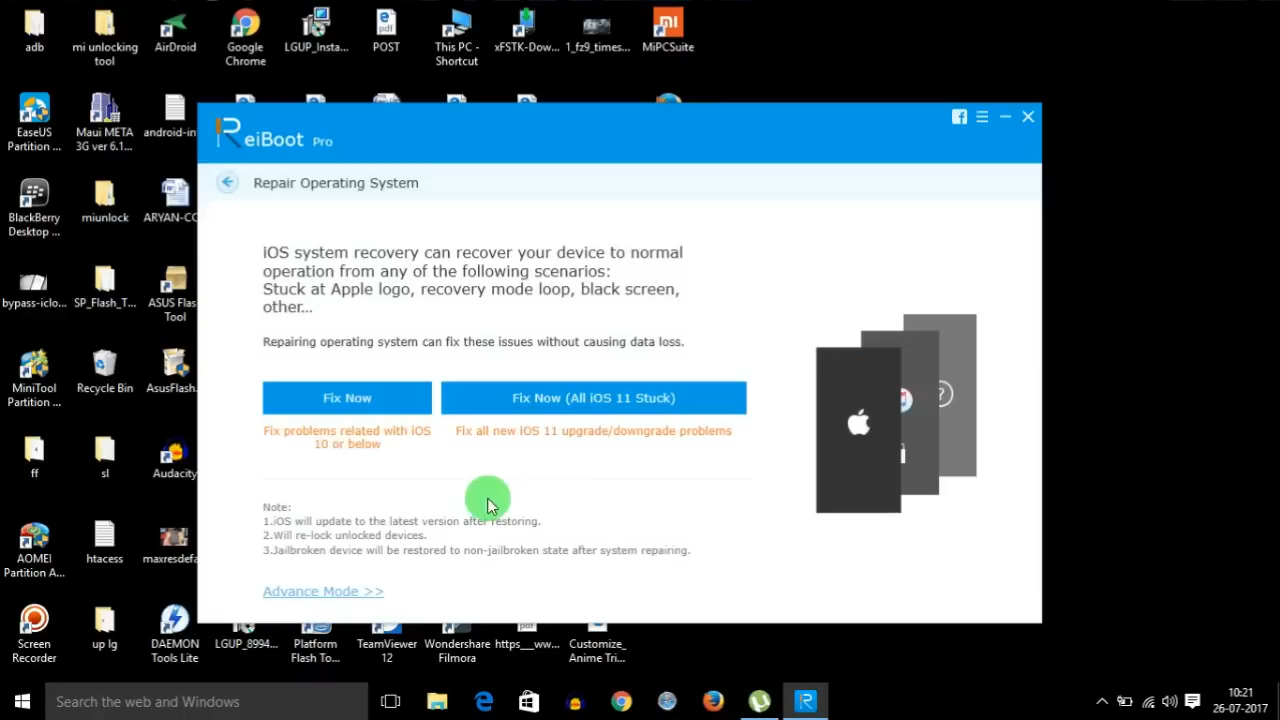 adb
mi unlocking
tool
AirDroid
Google
Chrome
LGUP_Insta...
POST
This PC -
Shortcut
xFSTK-Dow...
1_fz9_times...
MiPCSuite
pdf
EaseUS
Partition ...
Maui META
3G ver 6.1...
android-in
BlackBerry
Desktop ...
miunlock
ARYAN-CC
bypass-iclo...
SP_Flash_T...
ASUS Flas
Tool
MiniTool
Partition ...
Recycle Bin
AsusFlash.
ff
sl
Audacity
AOMEI
Partition A...
htacess
maxresdefa
Screen
Recorder
up lg
DAEMON
Tools Lite
LGUP_8994...
Platform
Flash To...
TeamViewer
12
Wondershare
Filmora
https___ww...
Customize_
Anime Tri...
ReiBoot Pro
Repair Operating System
iOS system recovery can recover your device to normal
operation from any of the following scenarios:
Stuck at Apple logo, recovery mode loop, black screen,
other...
Repairing operating system can fix these issues without causing data loss.
Fix Now
Fix Now (All iOS 11 Stuck)
Fix problems related with iOS
10 or below
Fix all new iOS 11 upgrade/downgrade problems
?
Note:
1.iOS will update to the latest version after restoring.
2.Will re-lock unlocked devices.
3.Jailbroken device will be restored to non-jailbroken state after system repairing.
Advance Mode >>
Search the web and Windows
10:21
26-07-2017